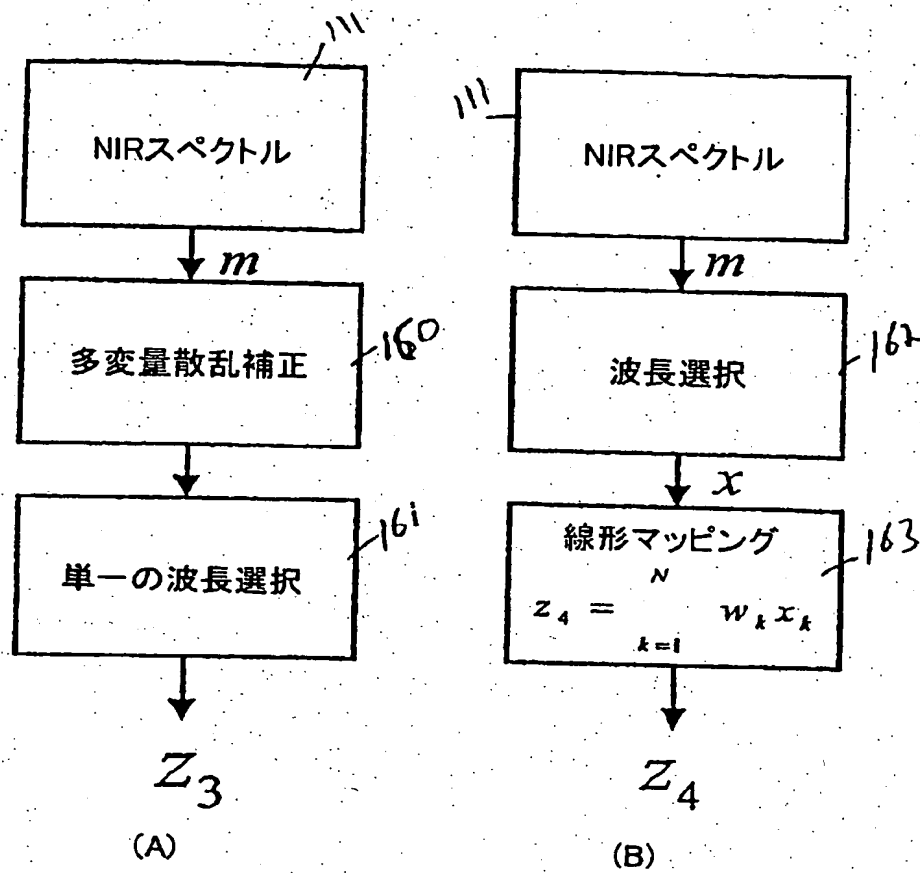 111
NIRスペクトル
m
160
多変量散乱補正
161
単一の波長選択
Z3
(A)
111
NIRスペクトル
m
162
波長選択
x
163
線形マッピング
N
z4 = wkxk
k=1
Z4
(B)